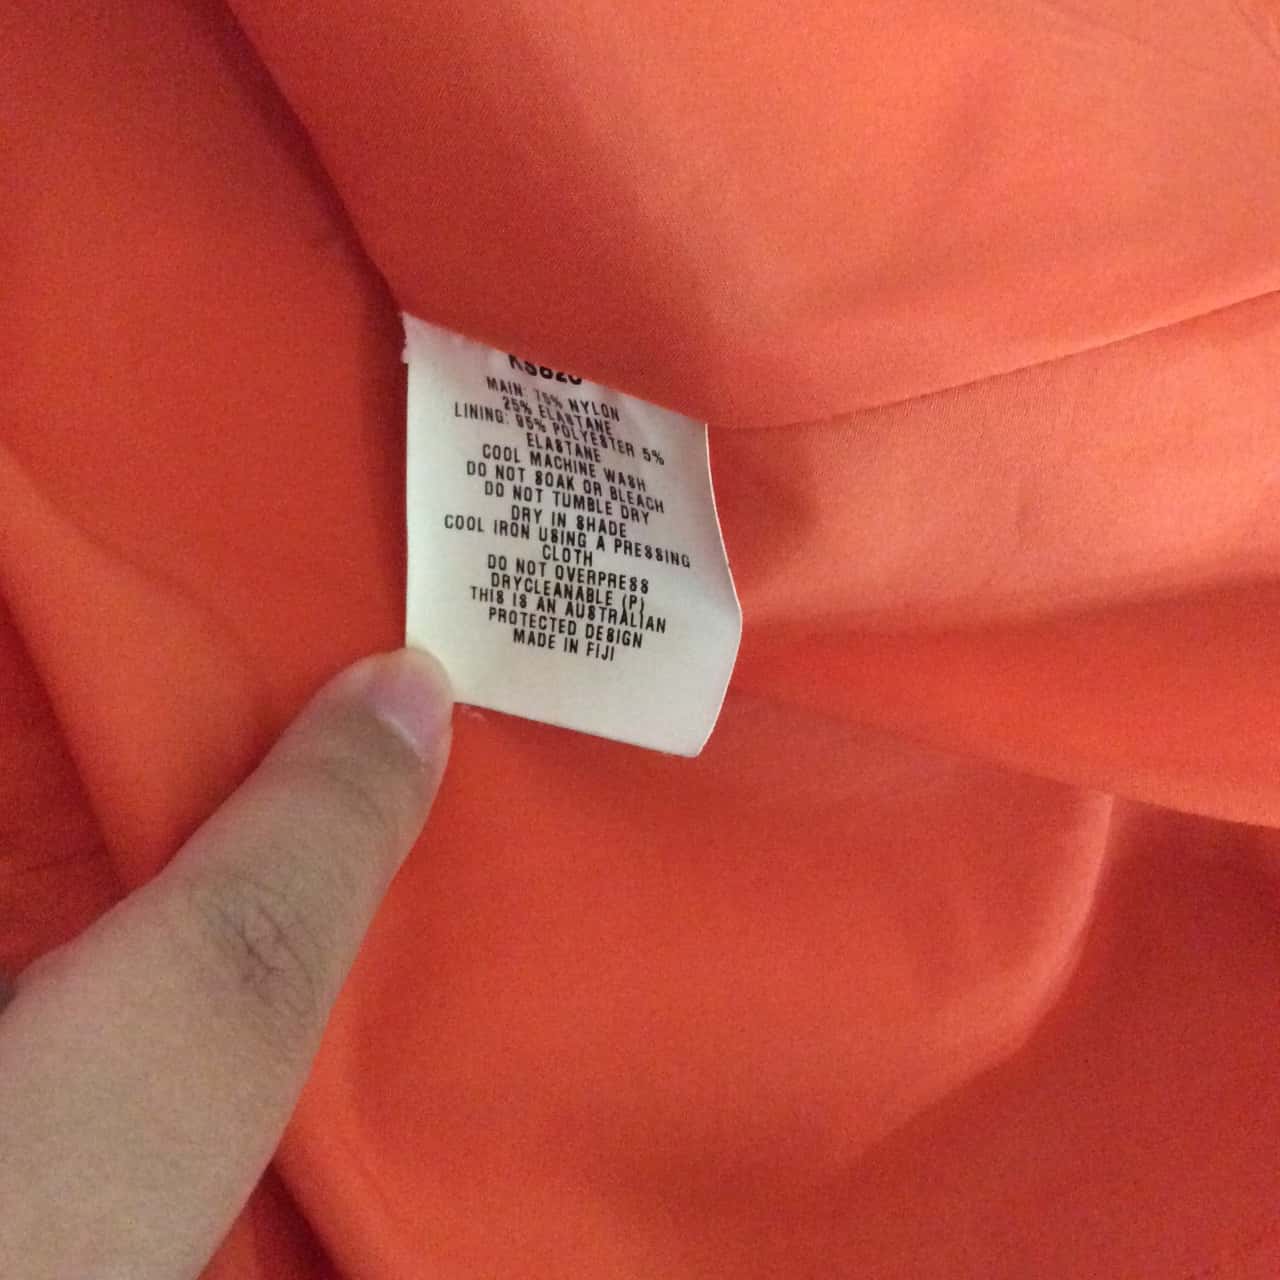 MAIN: 75% NYLON
25% ELASTANE
LINING: 95% POLYESTER 5%
ELASTANE
COOL MACHINE WASH
DO NOT SOAK OR BLEACH
DO NOT TUMBLE DRY
DRY IN SHADE
COOL IRON USING A PRESSING
CLOTH
DO NOT OVERPRESS
DRYCLEANABLE (P)
THIS IS AN AUSTRALIAN
PROTECTED DESIGN
MADE IN FIJI